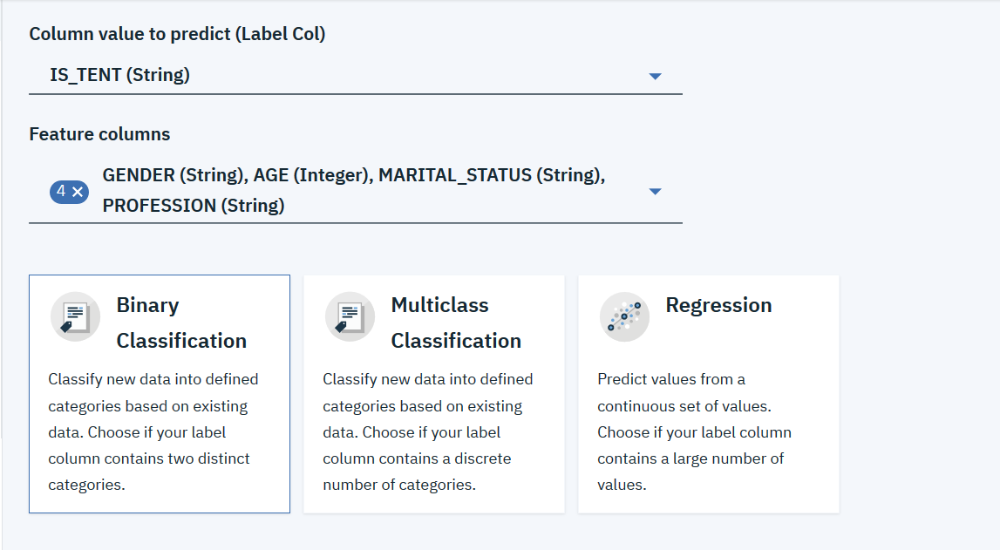 Column value to predict (Label Col)
IS_TENT (String)
Feature columns
4 ×
GENDER (String), AGE (Integer), MARITAL_STATUS (String),
PROFESSION (String)
Binary
Classification
Classify new data into defined
categories based on existing
data. Choose if your label
column contains two distinct
categories.
Multiclass
Classification
Classify new data into defined
categories based on existing
data. Choose if your label
column contains a discrete
number of categories.
Regression
Predict values from a
continuous set of values.
Choose if your label column
contains a large number of
values.